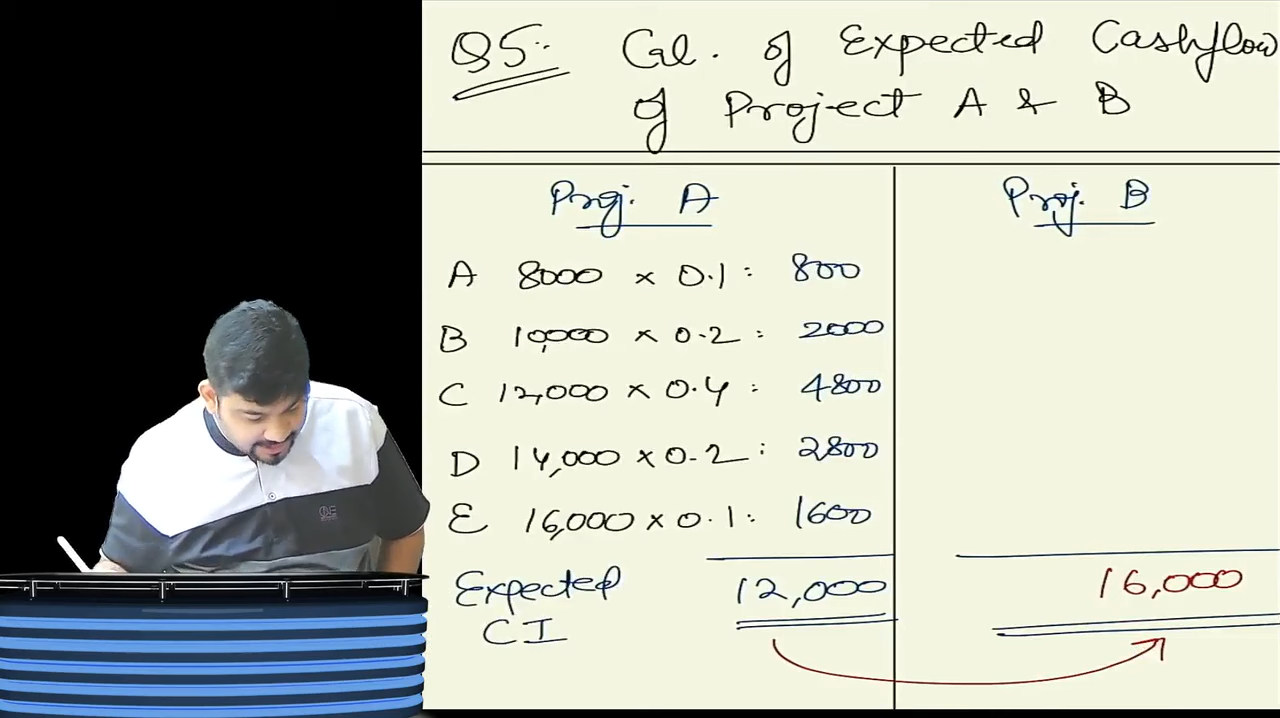 Q5:. Cal. of Expected Cashflow
of Project A & B
Proj. A
A 8000 × 0.1 : 800
B 10,000 × 0.2 : 2000
C 12,000 × 0.4 : 4800
D 14,000 × 0.2 : 2800
E 16,000 × 0.1 : 1600
Expected 12,000
CI
Proj. B
16,000